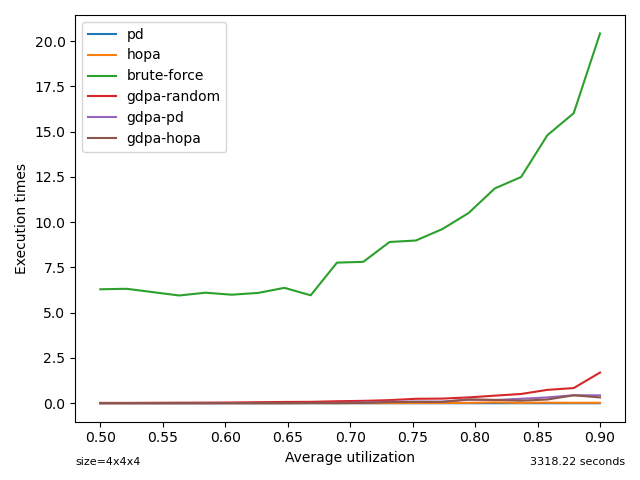 pd
hopa
brute-force
gdpa-random
gdpa-pd
gdpa-hopa
Execution times
20.0
17.5
15.0
12.5
10.0
7.5
5.0
2.5
0.0
0.50 0.55 0.60 0.65 0.70 0.75 0.80 0.85 0.90
Average utilization
size=4x4x4
3318.22 seconds